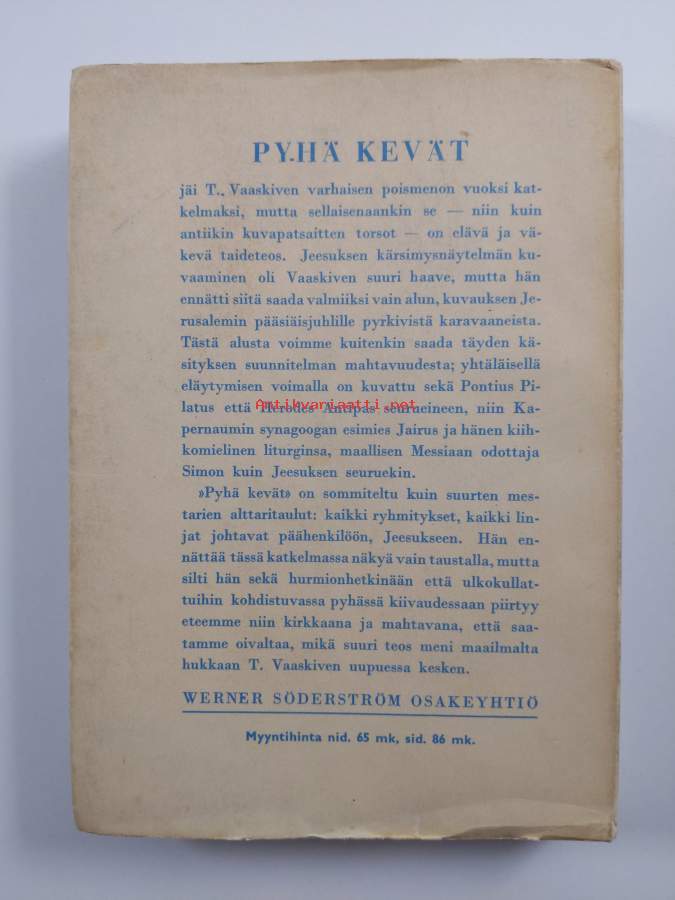 PYHÄ KEVÄT
jäi T. Vaaskiven varhaisen poismenon vuoksi kat-
kelmaksi, mutta sellaisenaankin se — niin kuin
antiikin kuvapatsaitten torsot — on elävä ja vä-
kevä taideteos. Jeesuksen kärsimysnäytelmän ku-
vaaminen oli Vaaskiven suuri haave, mutta hän
ennätti siitä saada valmiiksi vain alun, kuvauksen Je-
rusalemin pääsiäisjuhlille pyrkivistä karavaaneista.
Tästä alusta voimme kuitenkin saada täyden kä-
sityksen suunnitelman mahtavuudesta; yhtäläisellä
eläytymisen voimalla on kuvattu sekä Pontius Pi-
Antikvariaatti.net
latus että Herodes Antipas seurueineen, niin Ka-
pernaumin synagoogan esimies Jairus ja hänen kiih-
komielinen liturginsa, maallisen Messiaan odottaja
Simon kuin Jeesuksen seuruekin.
»Pyhä kevät» on sommiteltu kuin suurten mes-
tarien alttaritaulut: kaikki ryhmitykset, kaikki lin-
jat johtavat päähenkilöön, Jeesukseen. Hän en-
nättää tässä katkelmassa näkyä vain taustalla, mutta
silti hän sekä hurmionhetkinään että ulkokullat-
tuihin kohdistuvassa pyhässä kiivaudessaan piirtyy
eteemme niin kirkkaana ja mahtavana, että saa-
tamme oivaltaa, mikä suuri teos meni maailmalta
hukkaan T. Vaaskiven uupuessa kesken.
WERNER SÖDERSTRÖM OSAKEYHTIÖ
Myyntihinta nid. 65 mk, sid. 86 mk.